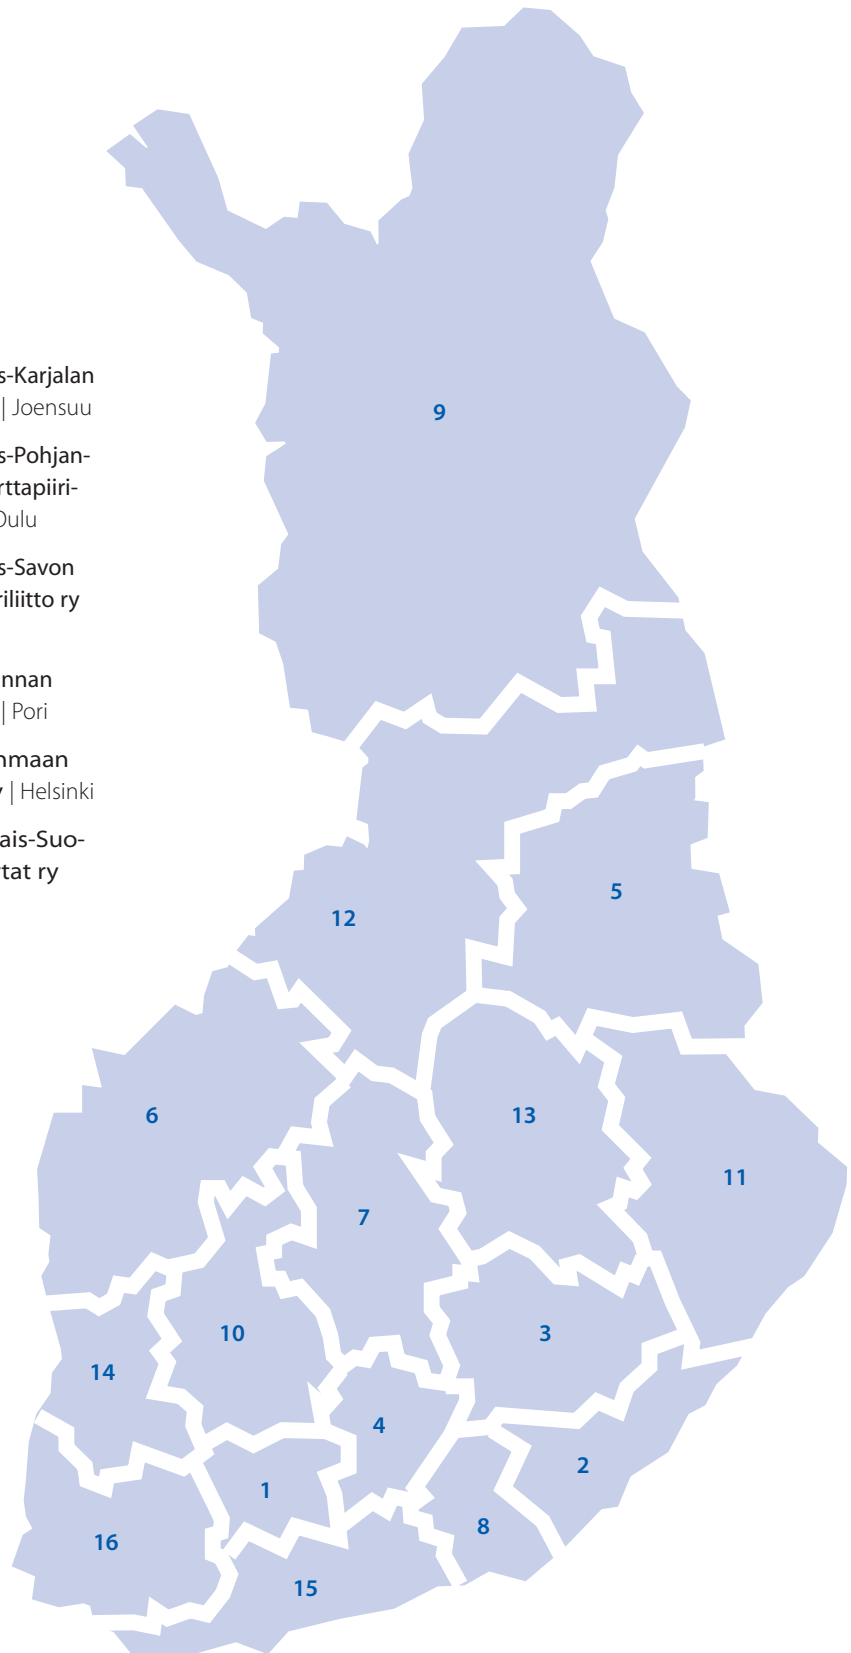 s-Karjalan
| Joensuu
s-Pohjan-
rttapiiri-
Oulu
s-Savon
riliitto ry
nnan
| Pori
nmaan
| Helsinki
ais-Suo-
tat ry
9
5
12
6
13
11
7
10
3
14
4
2
1
8
16
15